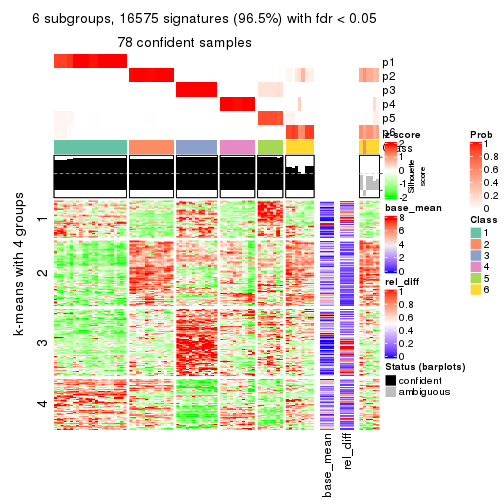 6 subgroups, 16575 signatures (96.5%) with fdr < 0.05
78 confident samples
p1
p2
p3
p4
p5
p6
Class
Silhouette
score
k-means with 4 groups
1
2
3
4
base_mean
rel_diff
z-score
2
1
0
-1
-2
base_mean
8
6
4
2
0
rel_diff
1
0.8
0.6
0.4
0.2
0
Status (barplots)
confident
ambiguous
Prob
1
0.8
0.6
0.4
0.2
0
Class
1
2
3
4
5
6